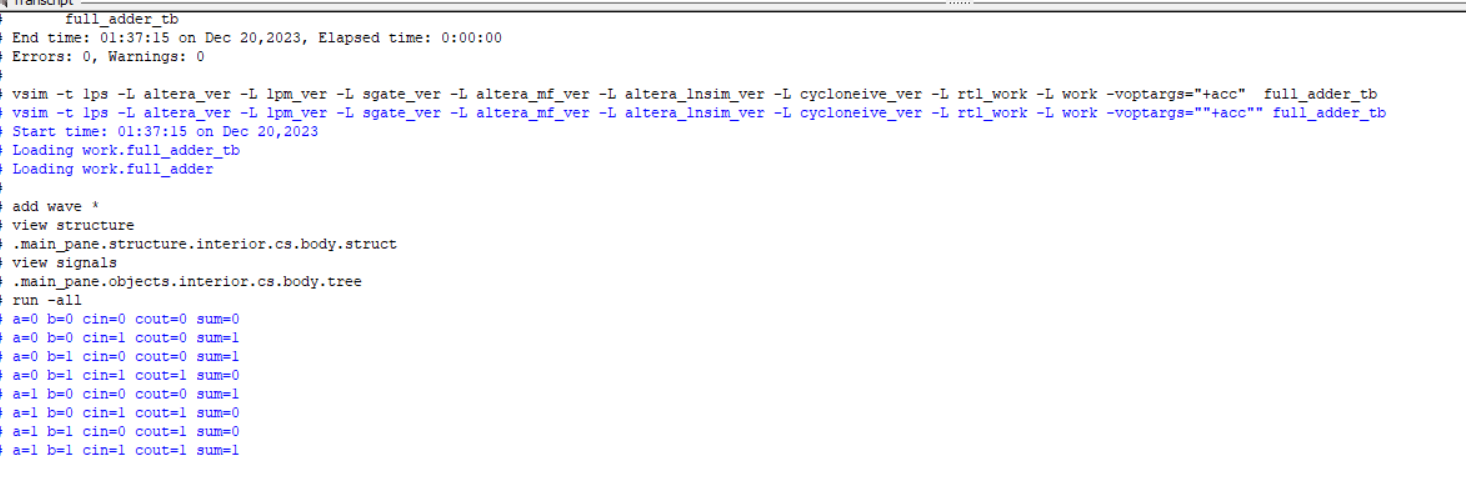 Transcript
#      full_adder_tb
# End time: 01:37:15 on Dec 20,2023, Elapsed time: 0:00:00
# Errors: 0, Warnings: 0
#
# vsim -t 1ps -L altera_ver -L lpm_ver -L sgate_ver -L altera_mf_ver -L altera_lnsim_ver -L cycloneive_ver -L rtl_work -L work -voptargs="+acc"  full_adder_tb
# vsim -t 1ps -L altera_ver -L lpm_ver -L sgate_ver -L altera_mf_ver -L altera_lnsim_ver -L cycloneive_ver -L rtl_work -L work -voptargs=""+acc"" full_adder_tb
# Start time: 01:37:15 on Dec 20,2023
# Loading work.full_adder_tb
# Loading work.full_adder
#
# add wave *
# view structure
# .main_pane.structure.interior.cs.body.struct
# view signals
# .main_pane.objects.interior.cs.body.tree
# run -all
# a=0 b=0 cin=0 cout=0 sum=0
# a=0 b=0 cin=1 cout=0 sum=1
# a=0 b=1 cin=0 cout=0 sum=1
# a=0 b=1 cin=1 cout=1 sum=0
# a=1 b=0 cin=0 cout=0 sum=1
# a=1 b=0 cin=1 cout=1 sum=0
# a=1 b=1 cin=0 cout=1 sum=0
# a=1 b=1 cin=1 cout=1 sum=1